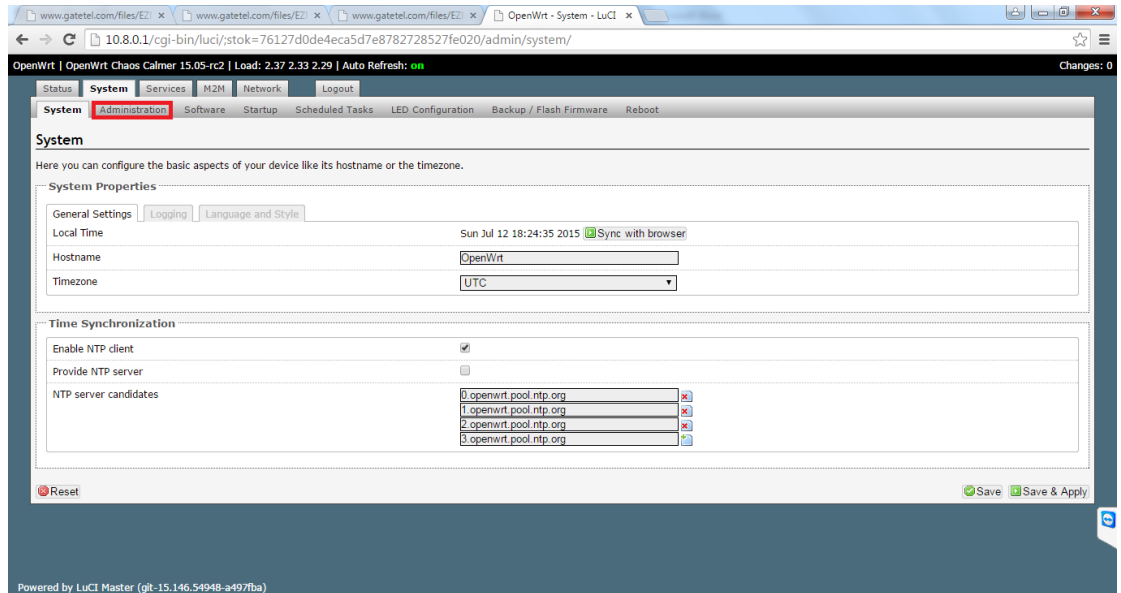 www.gatetel.com/files/EZ × www.gatetel.com/files/EZ × www.gatetel.com/files/EZ × OpenWrt - System - LuCI ×
10.8.0.1/cgi-bin/luci/;stok=76127d0de4eca5d7e8782728527fe020/admin/system/
OpenWrt | OpenWrt Chaos Calmer 15.05-rc2 | Load: 2.37 2.33 2.29 | Auto Refresh: on Changes: 0
Status System Services M2M Network Logout
System Administration Software Startup Scheduled Tasks LED Configuration Backup / Flash Firmware Reboot
System
Here you can configure the basic aspects of your device like its hostname or the timezone.
System Properties
General Settings Logging Language and Style
Local Time Sun Jul 12 18:24:35 2015 Sync with browser
Hostname OpenWrt
Timezone UTC
Time Synchronization
Enable NTP client
Provide NTP server
NTP server candidates 0.openwrt.pool.ntp.org
1.openwrt.pool.ntp.org
2.openwrt.pool.ntp.org
3.openwrt.pool.ntp.org
Reset Save Save & Apply
Powered by LuCI Master (git-15.146.54948-a497fba)